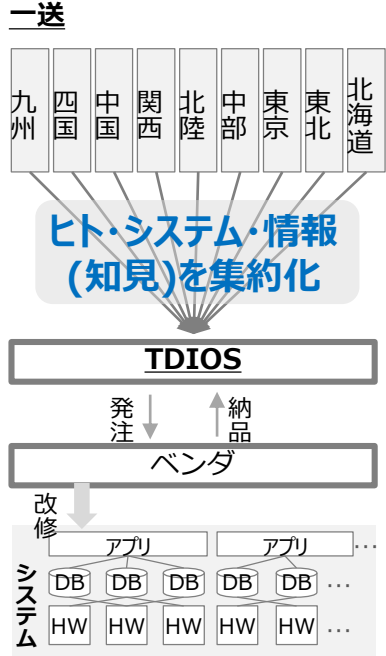 一送
九州
四国
中国
関西
北陸
中部
東京
東北
北海道
ヒト・システム・情報
(知見)を集約化
TDIOS
発注
納品
ベンダ
改修
アプリ
アプリ
…
システム
DB
DB
DB
DB
DB
…
HW
HW
HW
HW
HW
…